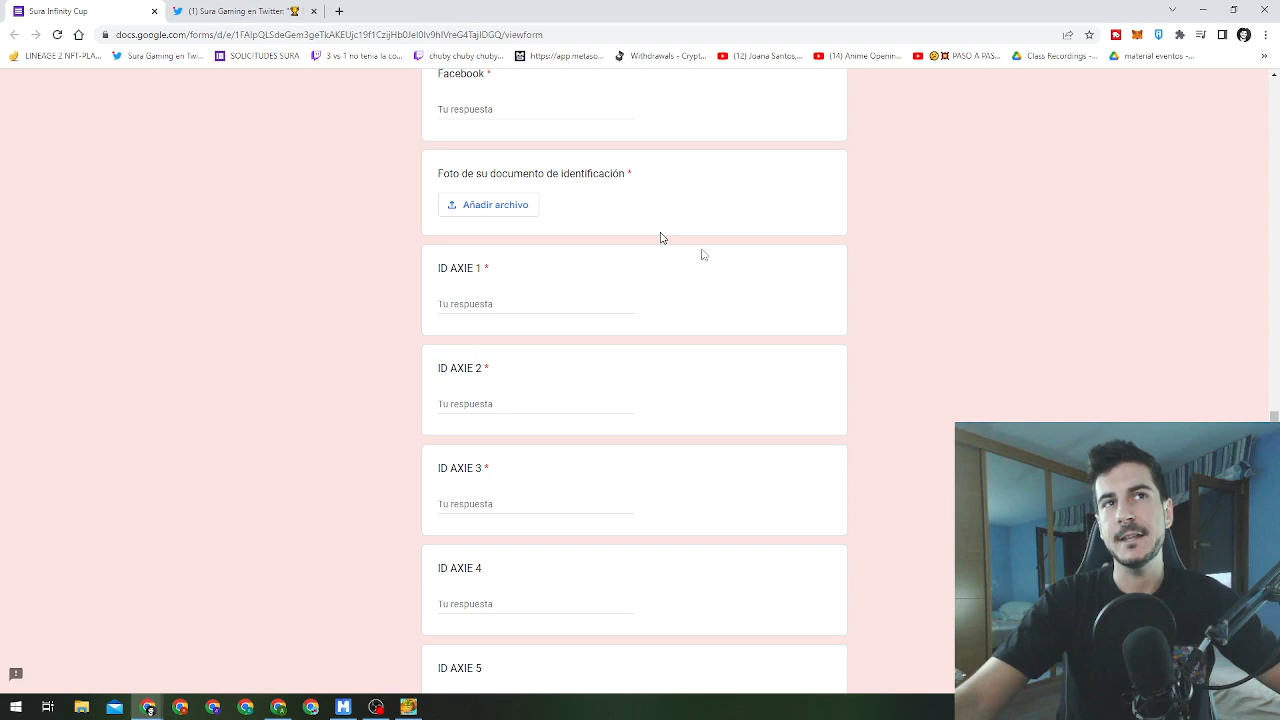 Sura Infinity Cup
(1) Sura Gaming en Twitter: "🏆
docs.google.com/forms/d/e/1FAIpQLSdeGem3geTkAKEUjc19f1CzijHb0Jel0Iv9hIVreG4TajIDGQ/viewform
LINEAGE 2 NFT-PLA...
Sura Gaming en Twi...
SOLICITUDES SURA
3 vs 1 no tema la co...
chuby chuby chuby...
https://app.metaso...
Withdrawals - Crypt...
(12) Joana Santos,...
(14) Anime Openin...
PASO A PAS...
Class Recordings -...
material eventos -...
Facebook *
Tu respuesta
Foto de su documento de identificación *
Añadir archivo
ID AXIE 1 *
Tu respuesta
ID AXIE 2 *
Tu respuesta
ID AXIE 3 *
Tu respuesta
ID AXIE 4
Tu respuesta
ID AXIE 5